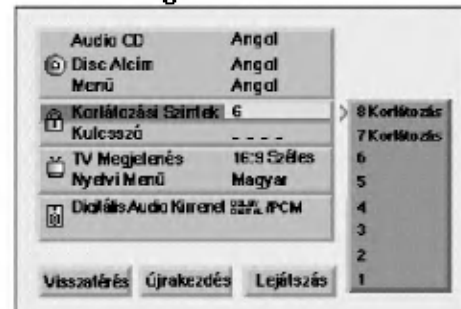 Audio CD Angol
Disc Alcím Angol
Menü Angol
Korlátozási Szintek 6
Kulcsszó _ _ _ _
TV Megjelenés 16:9 Széles
Nyelvi Menü Magyar
Digitális Audio Kimenet /PCM
Visszatérés újrakezdés Lejátszás
8 Korlátozás
7 Korlátozás
6
5
4
3
2
1